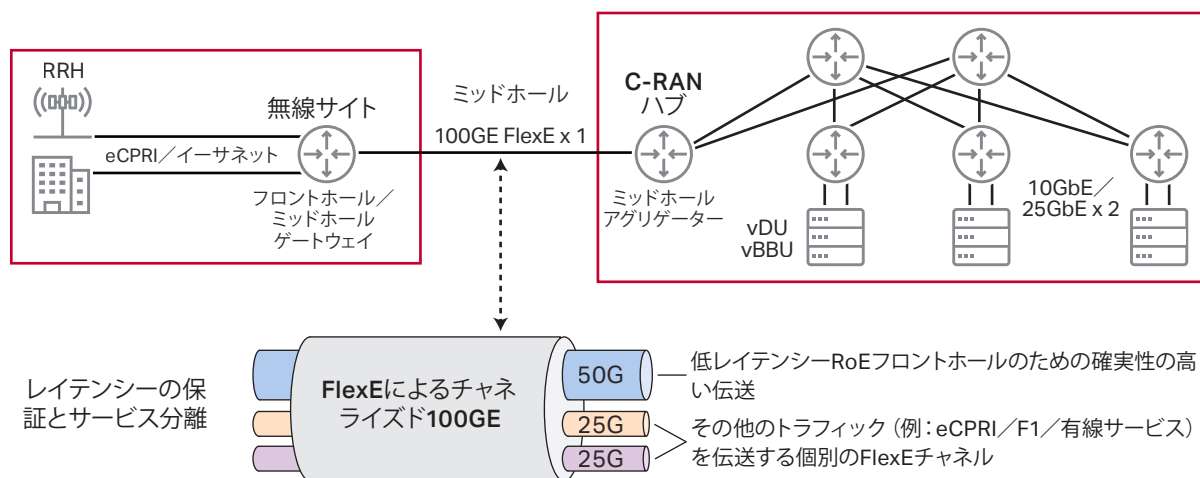 RRH
無線サイト
eCPRI／イーサネット
フロントホール／
ミッドホール
ゲートウェイ
ミッドホール
100GE FlexE x 1
C-RAN
ハブ
ミッドホール
アグリゲーター
vDU
vBBU
10GbE／
25GbE x 2
レイテンシーの保
証とサービス分離
FlexEによるチャネ
ライズド100GE
50G
25G
25G
低レイテンシーRoEフロントホールのための確実性の高
い伝送
その他のトラフィック（例：eCPRI／F1／有線サービス）
を伝送する個別のFlexEチャネル